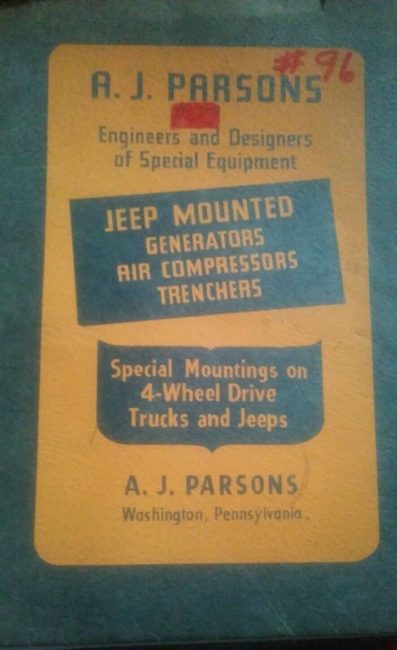 # 96
A. J. PARSONS
Engineers and Designers
of Special Equipment
JEEP MOUNTED
GENERATORS
AIR COMPRESSORS
TRENCHERS
Special Mountings on
4-Wheel Drive
Trucks and Jeeps
A. J. PARSONS
Washington, Pennsylvania.